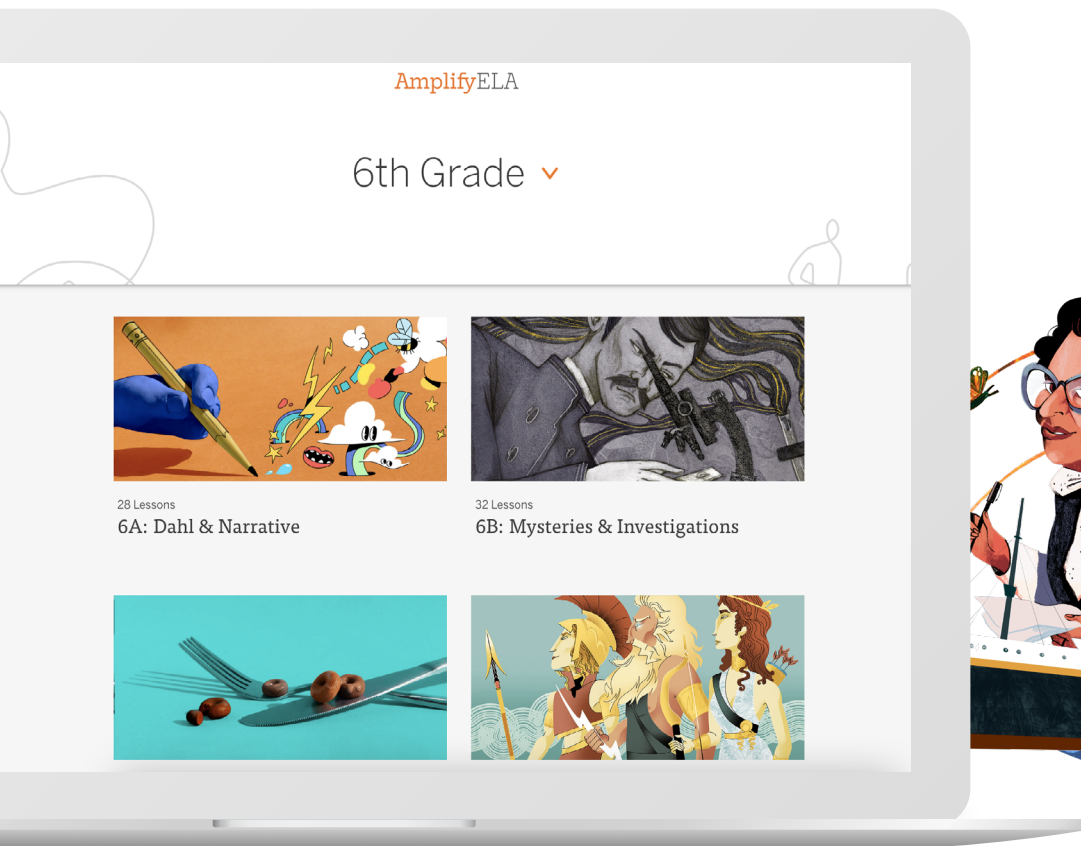 AmplifyELA
6th Grade
28 Lessons
6A: Dahl & Narrative
32 Lessons
6B: Mysteries & Investigations